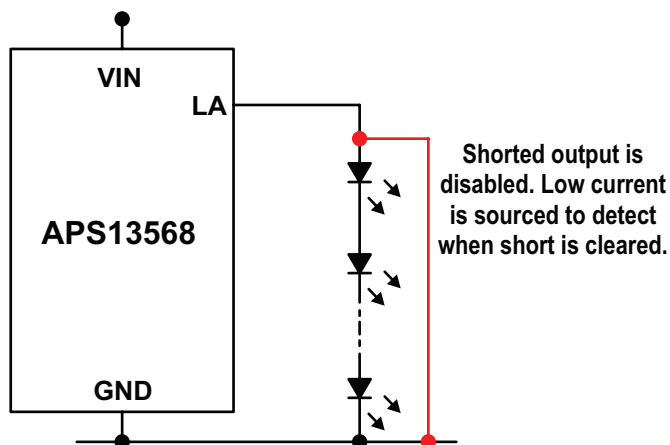 VIN
LA
APS13568
GND
Shorted output is
disabled. Low current
is sourced to detect
when short is cleared.